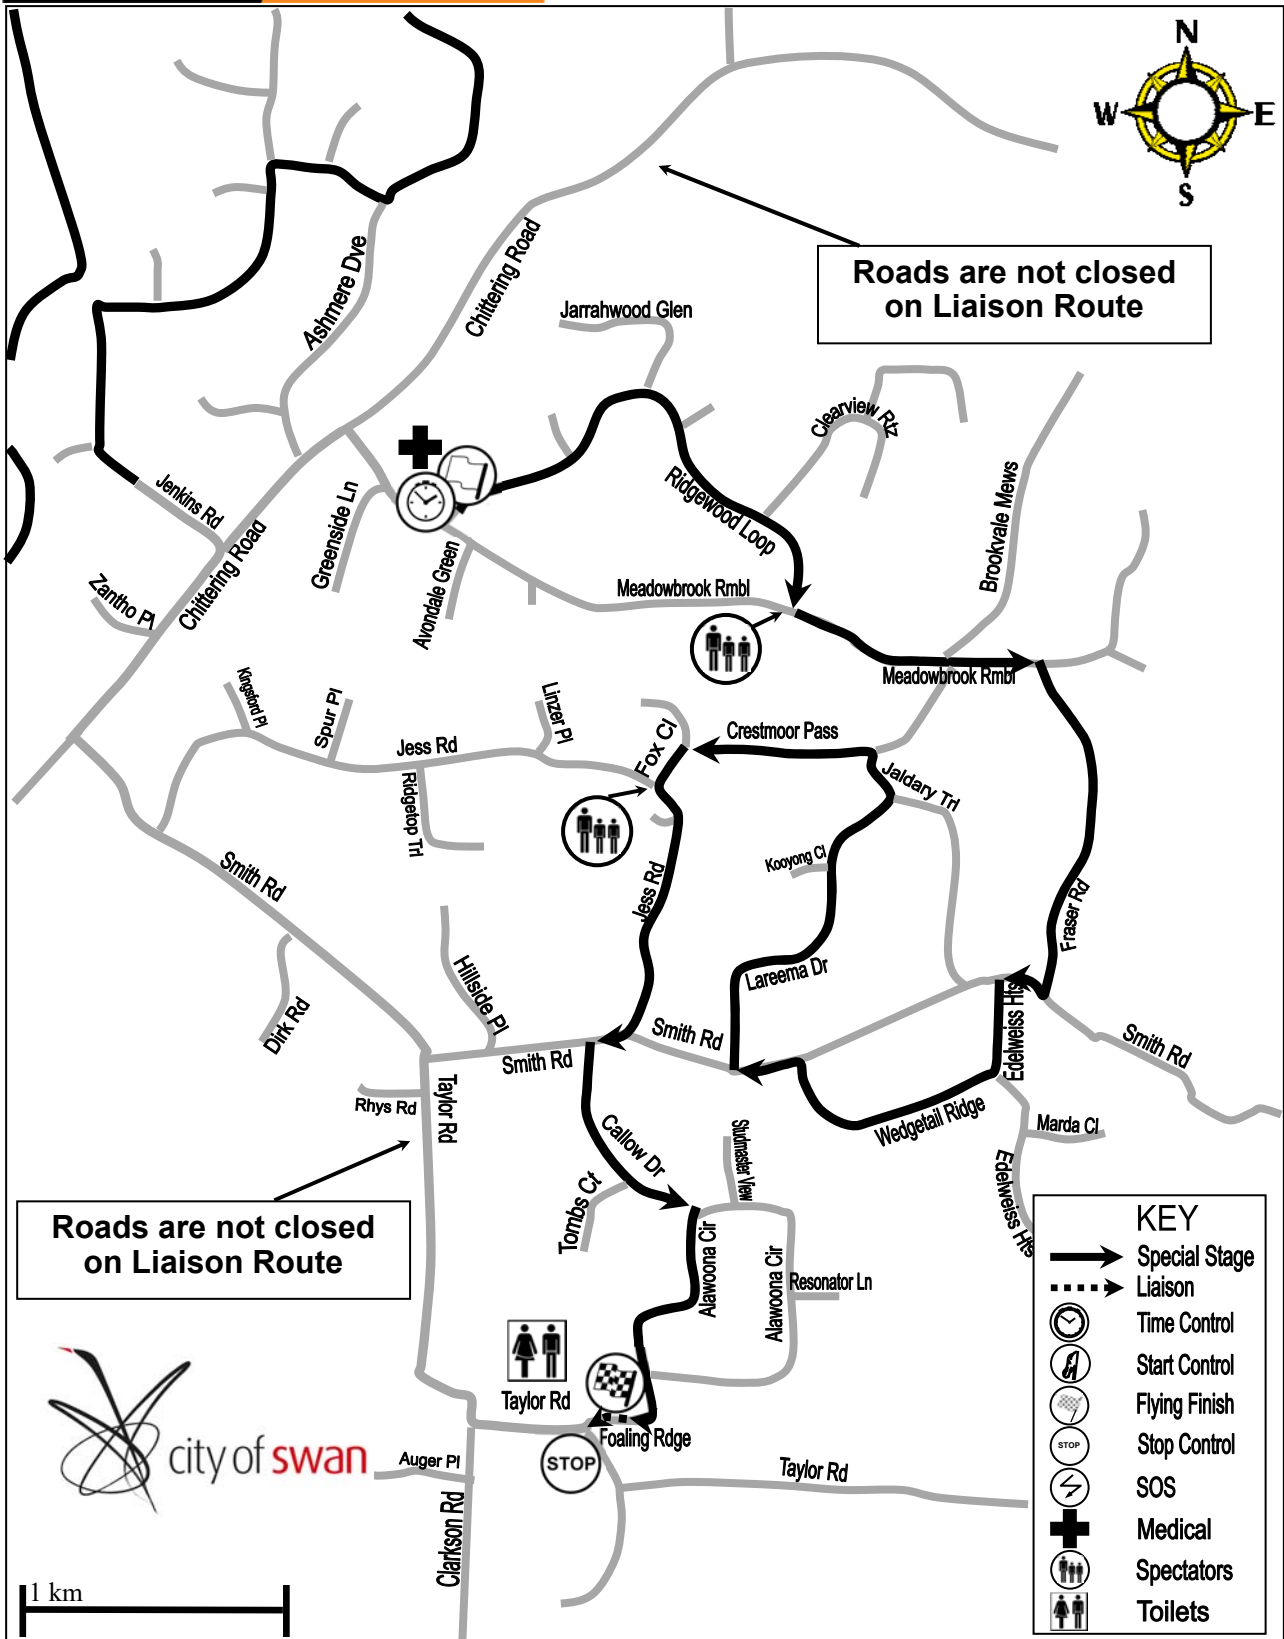 N
W
E
S
Roads are not closed
on Liaison Route
Ashmere Dve
Chittering Road
Jarrahwood Glen
Clearview Rtz
Ridgewood Loop
Brookvale Mews
Jenkins Rd
Greenside Ln
Chittering Road
Zantho Pl
Avondale Green
Meadowbrook Rmbl
Meadowbrook Rmbl
Kingsford Pl
Spur Pl
Jess Rd
Linzer Pl
Fox Cl
Crestmoor Pass
Ridgetop Trl
Jaldary Trl
Kooyong Cl
Smith Rd
Jess Rd
Fraser Rd
Lareema Dr
Hillside Pl
Dirk Rd
Smith Rd
Smith Rd
Edelweiss Hts
Smith Rd
Taylor Rd
Rhys Rd
Callow Dr
Studmaster View
Wedgetail Ridge
Marda Cl
Edelweiss Hts
Tombs Ct
Roads are not closed
on Liaison Route
Alawoona Cir
Alawoona Cir
Resonator Ln
Taylor Rd
Foaling Rdge
STOP
city of swan
Auger Pl
Clarkson Rd
Taylor Rd
1 km
KEY
Special Stage
Liaison
Time Control
Start Control
Flying Finish
STOP
Stop Control
SOS
Medical
Spectators
Toilets